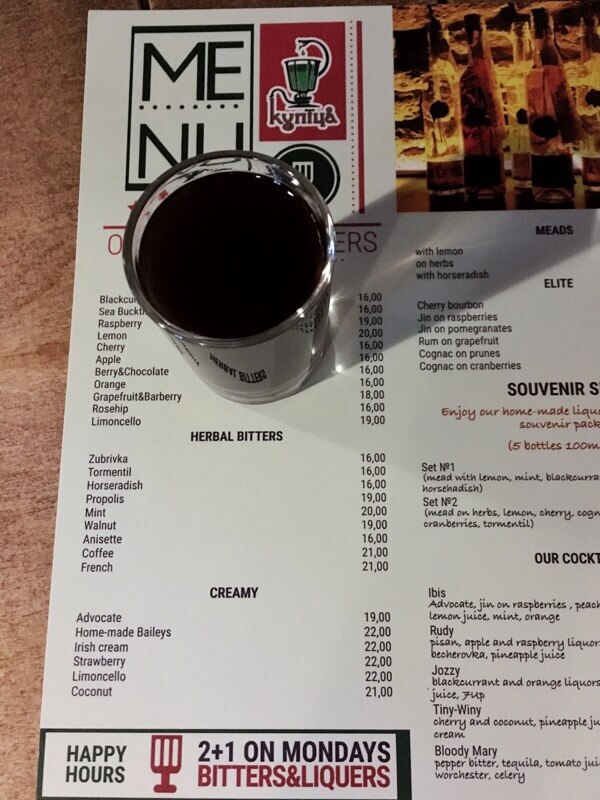 ME
NU
купць
16,00
Sea Buckt 16,00
Raspberry 19,00
Lemon 20,00
Cherry 16,00
Apple 16,00
Berry&Chocolate 16,00
Orange 16,00
Grapefruit&Barberry 18,00
Rosehip 16,00
Limoncello 19,00
HERBAL BITTERS
HERBAL BITTERS
Zubrivka 16,00
Tormentil 16,00
Horseradish 16,00
Propolis 19,00
Mint 20,00
Walnut 19,00
Anisette 16,00
Coffee 21,00
French 21,00
CREAMY
Advocate 19,00
Home-made Baileys 22,00
Irish cream 22,00
Strawberry 22,00
Limoncello 22,00
Coconut 21,00
HAPPY
HOURS
2+1 ON MONDAYS
BITTERS&LIQUERS
MEADS
with lemon
on herbs
with horseradish
ELITE
Cherry bourbon
Jin on raspberries
Jin on pomegranates
Rum on grapefruit
Cognac on prunes
Cognac on cranberries
SOUVENIR S
Enjoy our home-made liqu
souvenir pack
(5 bottles 100m
Set №1
(mead with lemon, mint, blackcurra
horsehadish)
Set №2
(mead on herbs, lemon, cherry, cogn
cranberries, tormentil)
OUR COCKT
Ibis
Advocate, jin on raspberries , peach
lemon juice, mint, orange
Rudy
pisan, apple and raspberry liquor
becherovka, pineapple juice
Jozzy
blackcurrant and orange liquors
juice, 7up
Tiny-Winy
cherry and coconut, pineapple ju
cream
Bloody Mary
pepper bitter, tequila, tomato jui
worchester, celery